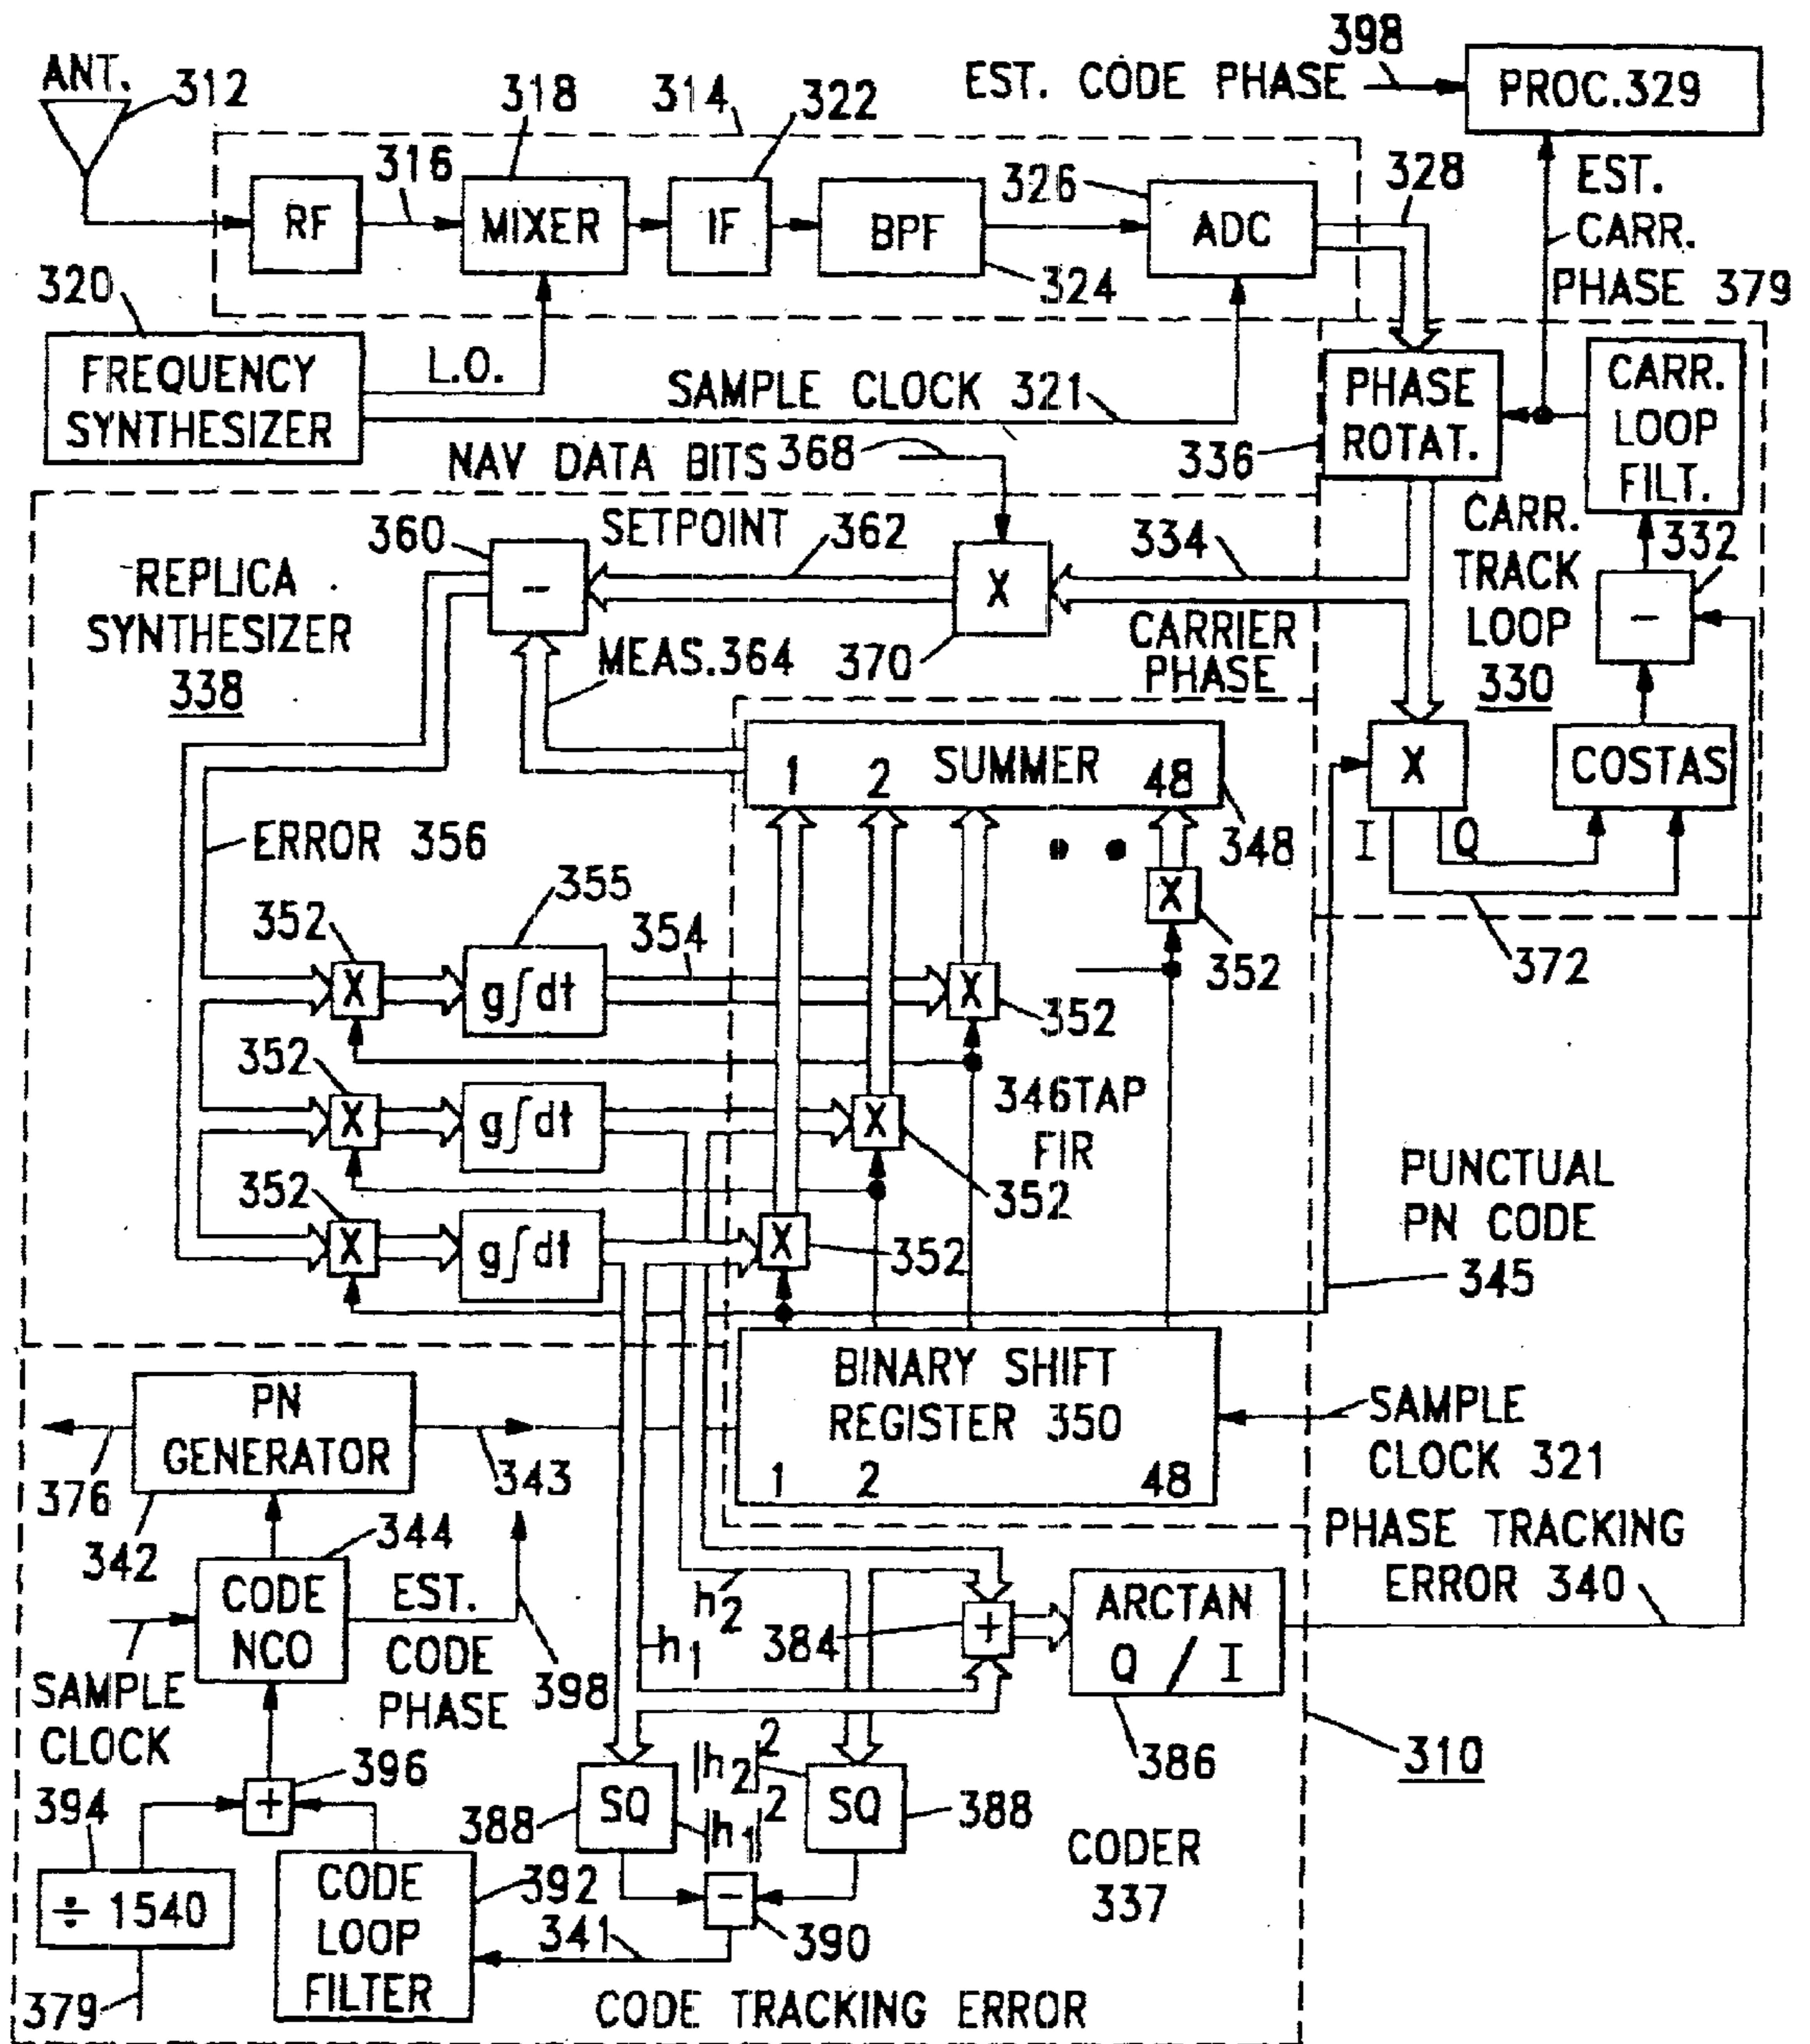 ANT.
312
318
314
322
EST. CODE PHASE
398
PROC.329
316
326
328
EST.
CARR.
PHASE 379
RF
MIXER
IF
BPF
ADC
324
320
FREQUENCY
SYNTHESIZER
L.O.
SAMPLE CLOCK 321
PHASE
ROTAT.
336
CARR.
LOOP
FILT.
NAV DATA BITS 368
360
SETPOINT
362
334
CARR.
TRACK
LOOP
330
332
REPLICA
SYNTHESIZER
338
-
X
-
MEAS.364
370
CARRIER
PHASE
SUMMER
1
2
48
348
X
COSTAS
I
Q
372
ERROR 356
355
354
X
352
352
X
g∫dt
X
352
352
X
g∫dt
X
352
346TAP
FIR
352
X
g∫dt
X
352
PUNCTUAL
PN CODE
345
BINARY SHIFT
REGISTER 350
1
2
48
SAMPLE
CLOCK 321
PN
GENERATOR
376
343
342
344
CODE
NCO
EST.
CODE
PHASE
398
SAMPLE
CLOCK
h2
h1
384
+
ARCTAN
Q / I
386
PHASE TRACKING
ERROR 340
310
396
+
394
÷ 1540
379
388
SQ
|h2|2
|h1|2
SQ
388
CODER
337
CODE
LOOP
FILTER
392
341
-
390
CODE TRACKING ERROR